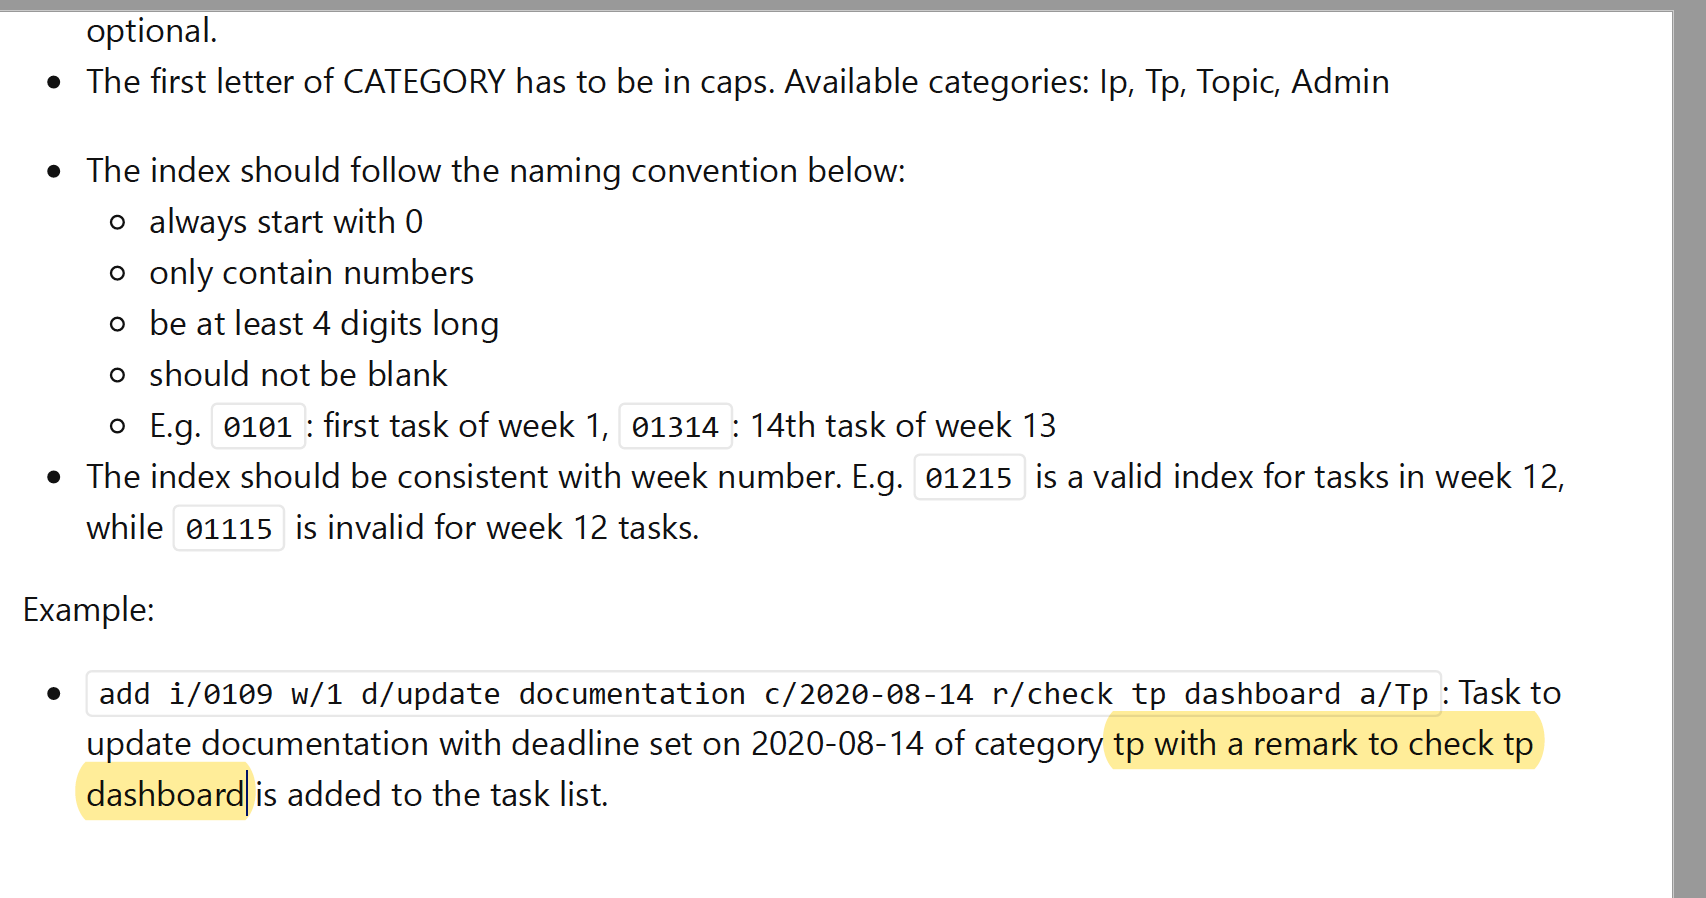 optional.
• The first letter of CATEGORY has to be in caps. Available categories: Ip, Tp, Topic, Admin
• The index should follow the naming convention below:
○ always start with 0
○ only contain numbers
○ be at least 4 digits long
○ should not be blank
○ E.g. 0101 : first task of week 1, 01314 : 14th task of week 13
• The index should be consistent with week number. E.g. 01215 is a valid index for tasks in week 12,
while 01115 is invalid for week 12 tasks.
Example:
• add i/0109 w/1 d/update documentation c/2020-08-14 r/check tp dashboard a/Tp : Task to
update documentation with deadline set on 2020-08-14 of category tp with a remark to check tp
dashboard is added to the task list.